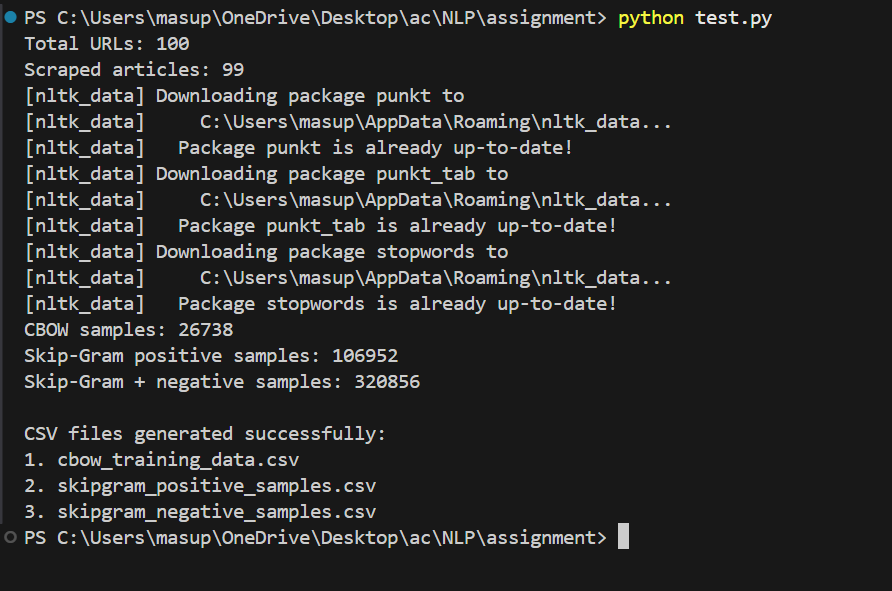 PS C:\Users\masup\OneDrive\Desktop\ac\NLP\assignment> python test.py
Total URLs: 100
Scraped articles: 99
[nltk_data] Downloading package punkt to
[nltk_data]     C:\Users\masup\AppData\Roaming\nltk_data...
[nltk_data]   Package punkt is already up-to-date!
[nltk_data] Downloading package punkt_tab to
[nltk_data]     C:\Users\masup\AppData\Roaming\nltk_data...
[nltk_data]   Package punkt_tab is already up-to-date!
[nltk_data] Downloading package stopwords to
[nltk_data]     C:\Users\masup\AppData\Roaming\nltk_data...
[nltk_data]   Package stopwords is already up-to-date!
CBOW samples: 26738
Skip-Gram positive samples: 106952
Skip-Gram + negative samples: 320856

CSV files generated successfully:
1. cbow_training_data.csv
2. skipgram_positive_samples.csv
3. skipgram_negative_samples.csv
PS C:\Users\masup\OneDrive\Desktop\ac\NLP\assignment>